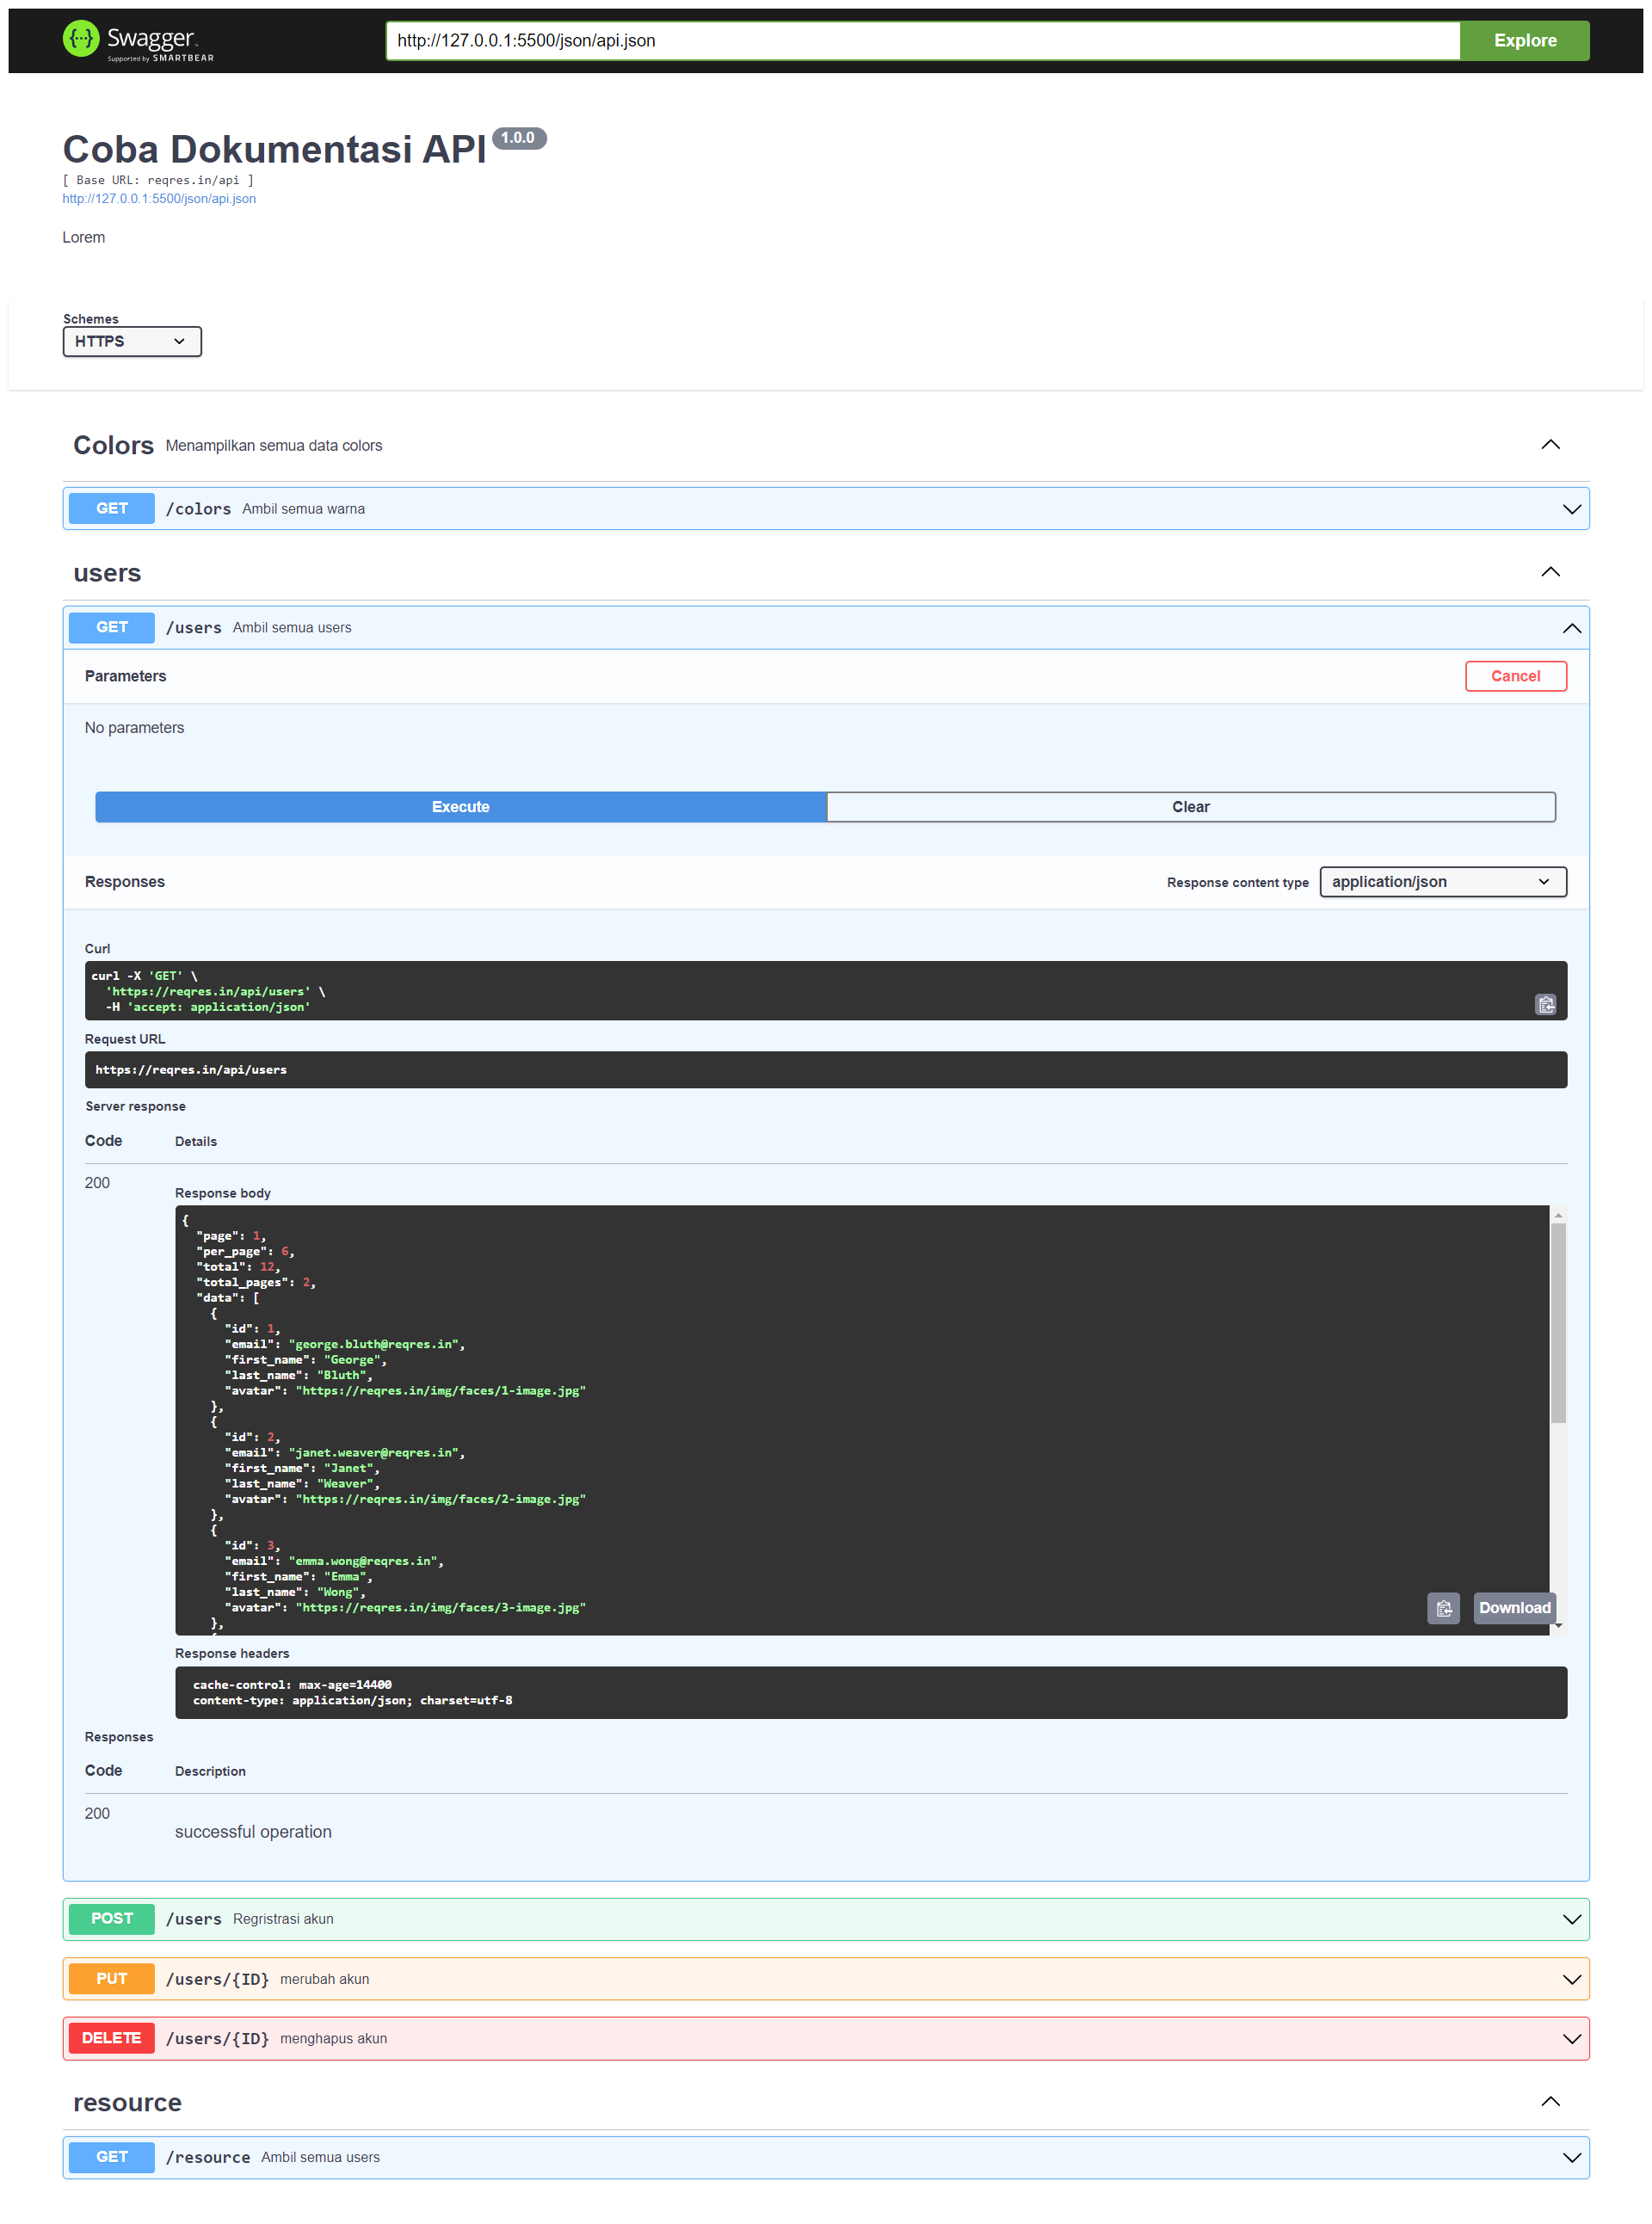 Swagger
Supported by SMARTBEAR
http://127.0.0.1:5500/json/api.json
Explore
Coba Dokumentasi API 1.0.0
[ Base URL: reqres.in/api ]
http://127.0.0.1:5500/json/api.json
Lorem
Schemes
HTTPS
Colors Menampilkan semua data colors
GET /colors Ambil semua warna
users
GET /users Ambil semua users
Parameters Cancel
No parameters
Execute Clear
Responses Response content type application/json
Curl
curl -X 'GET' \
'https://reqres.in/api/users' \
-H 'accept: application/json'
Request URL
https://reqres.in/api/users
Server response
Code Details
200
Response body
{
"page": 1,
"per_page": 6,
"total": 12,
"total_pages": 2,
"data": [
{
"id": 1,
"email": "george.bluth@reqres.in",
"first_name": "George",
"last_name": "Bluth",
"avatar": "https://reqres.in/img/faces/1-image.jpg"
},
{
"id": 2,
"email": "janet.weaver@reqres.in",
"first_name": "Janet",
"last_name": "Weaver",
"avatar": "https://reqres.in/img/faces/2-image.jpg"
},
{
"id": 3,
"email": "emma.wong@reqres.in",
"first_name": "Emma",
"last_name": "Wong",
"avatar": "https://reqres.in/img/faces/3-image.jpg"
},
Download
Response headers
cache-control: max-age=14400
content-type: application/json; charset=utf-8
Responses
Code Description
200
successful operation
POST /users Regristrasi akun
PUT /users/{ID} merubah akun
DELETE /users/{ID} menghapus akun
resource
GET /resource Ambil semua users